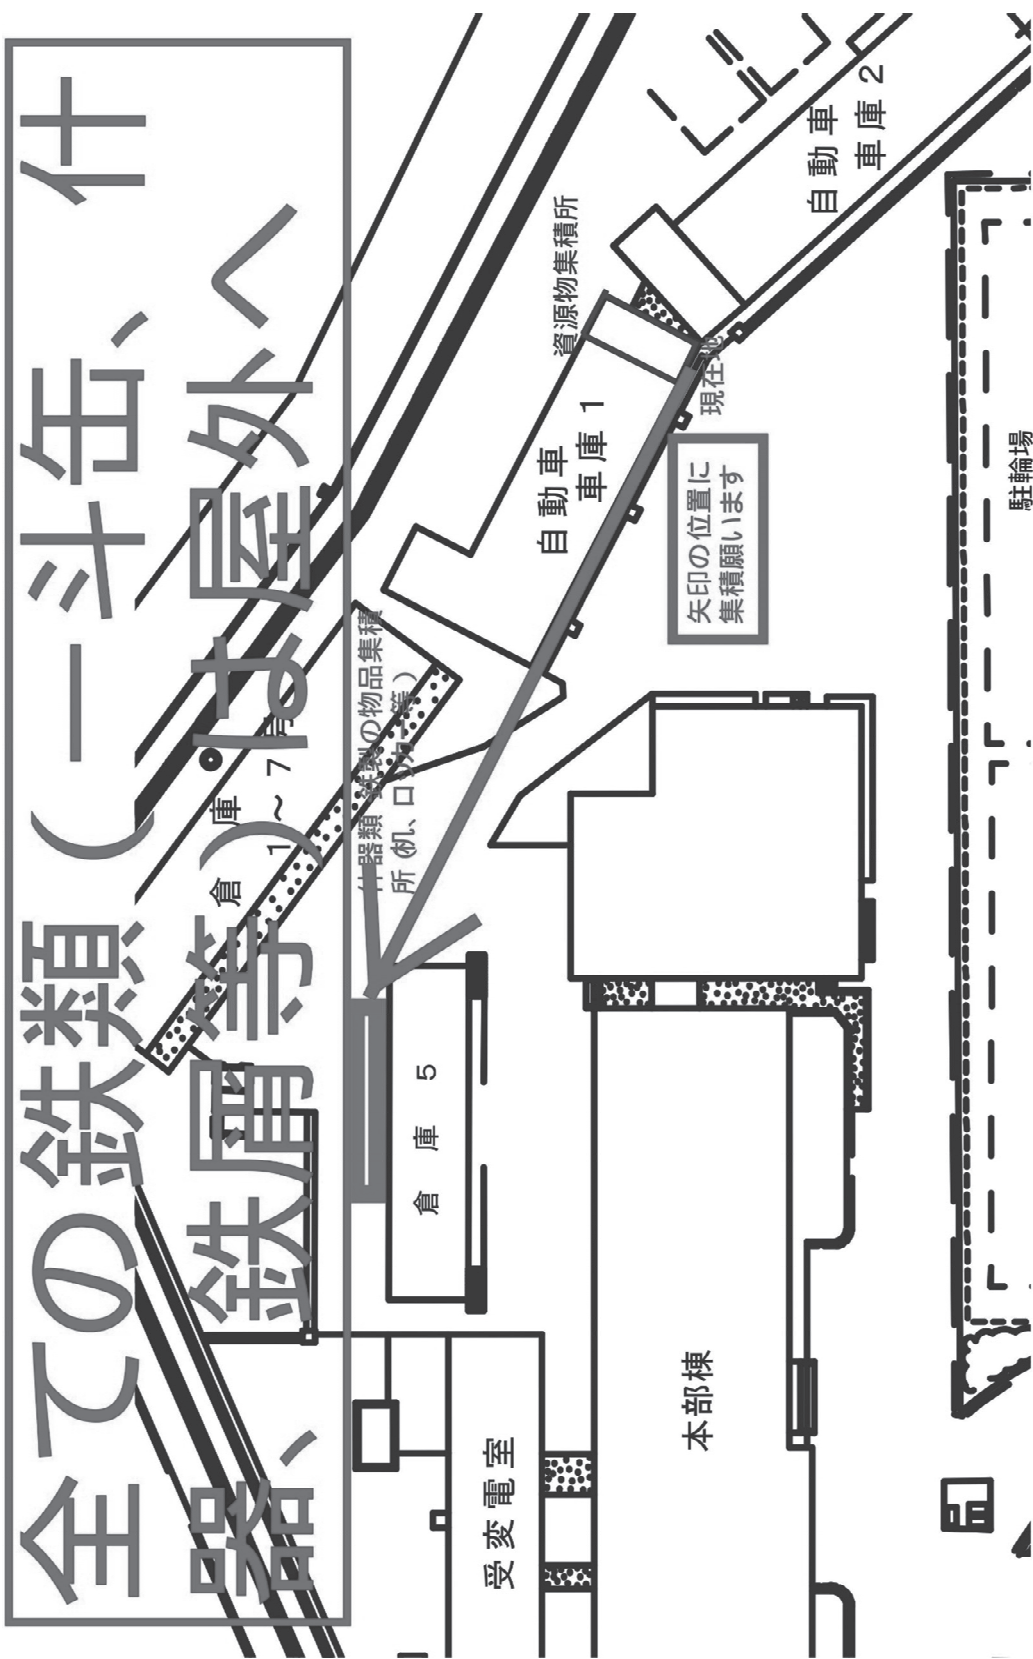 全ての鉄類（一斗缶、什
器、鉄屑等）は屋外へ
倉庫
1～7
什器類 鉄製の物品集積
所（机、ロッカー等）
資源物集積所
現在地
矢印の位置に
集積願います
自動車
車庫 1
自動車
車庫 2
倉庫 5
受変電室
本部棟
駐輪場